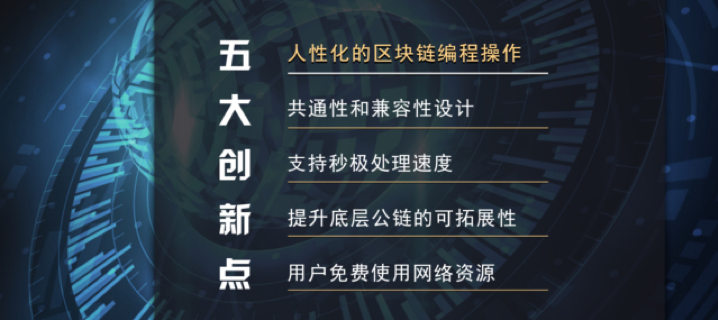 五大创新点
人性化的区块链编程操作
共通性和兼容性设计
支持秒极处理速度
提升底层公链的可拓展性
用户免费使用网络资源